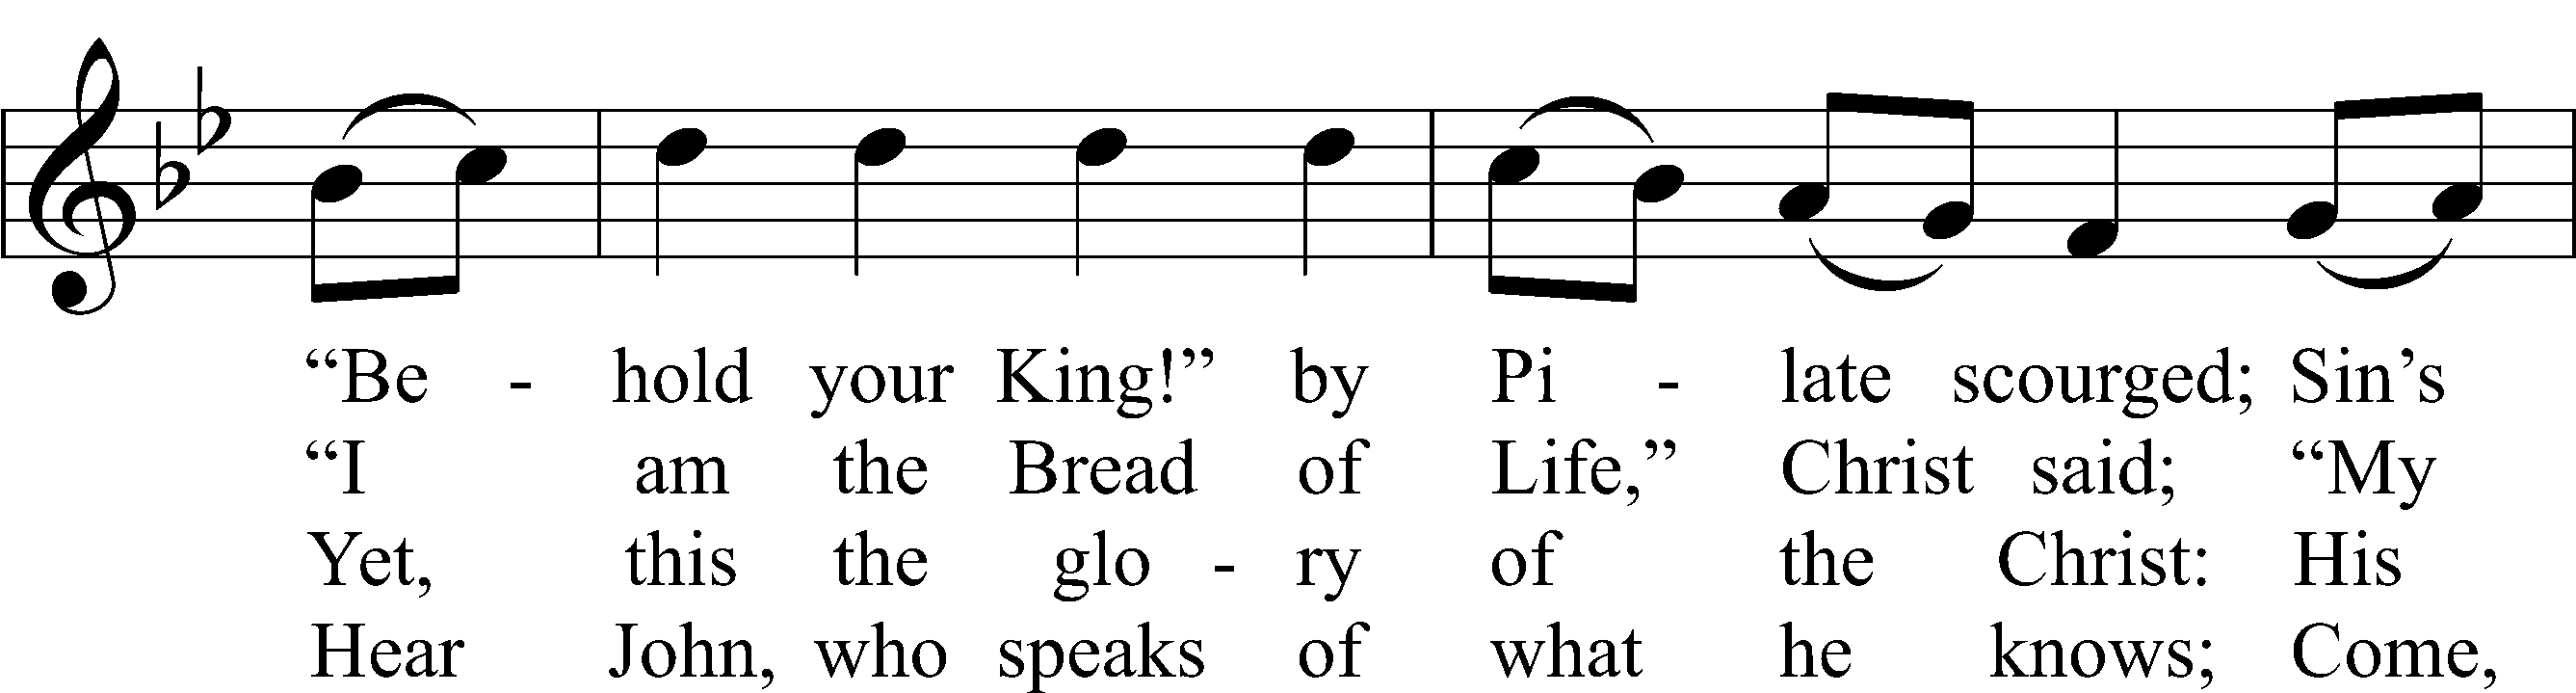 “Be - hold your King!” by Pi - late scourged; Sin’s
“I am the Bread of Life,” Christ said; “My
Yet, this the glo - ry of the Christ: His
Hear John, who speaks of what he knows; Come,